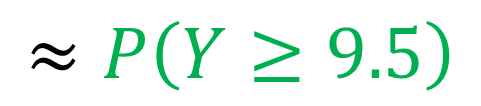 ≈ P(Y ≥ 9.5)